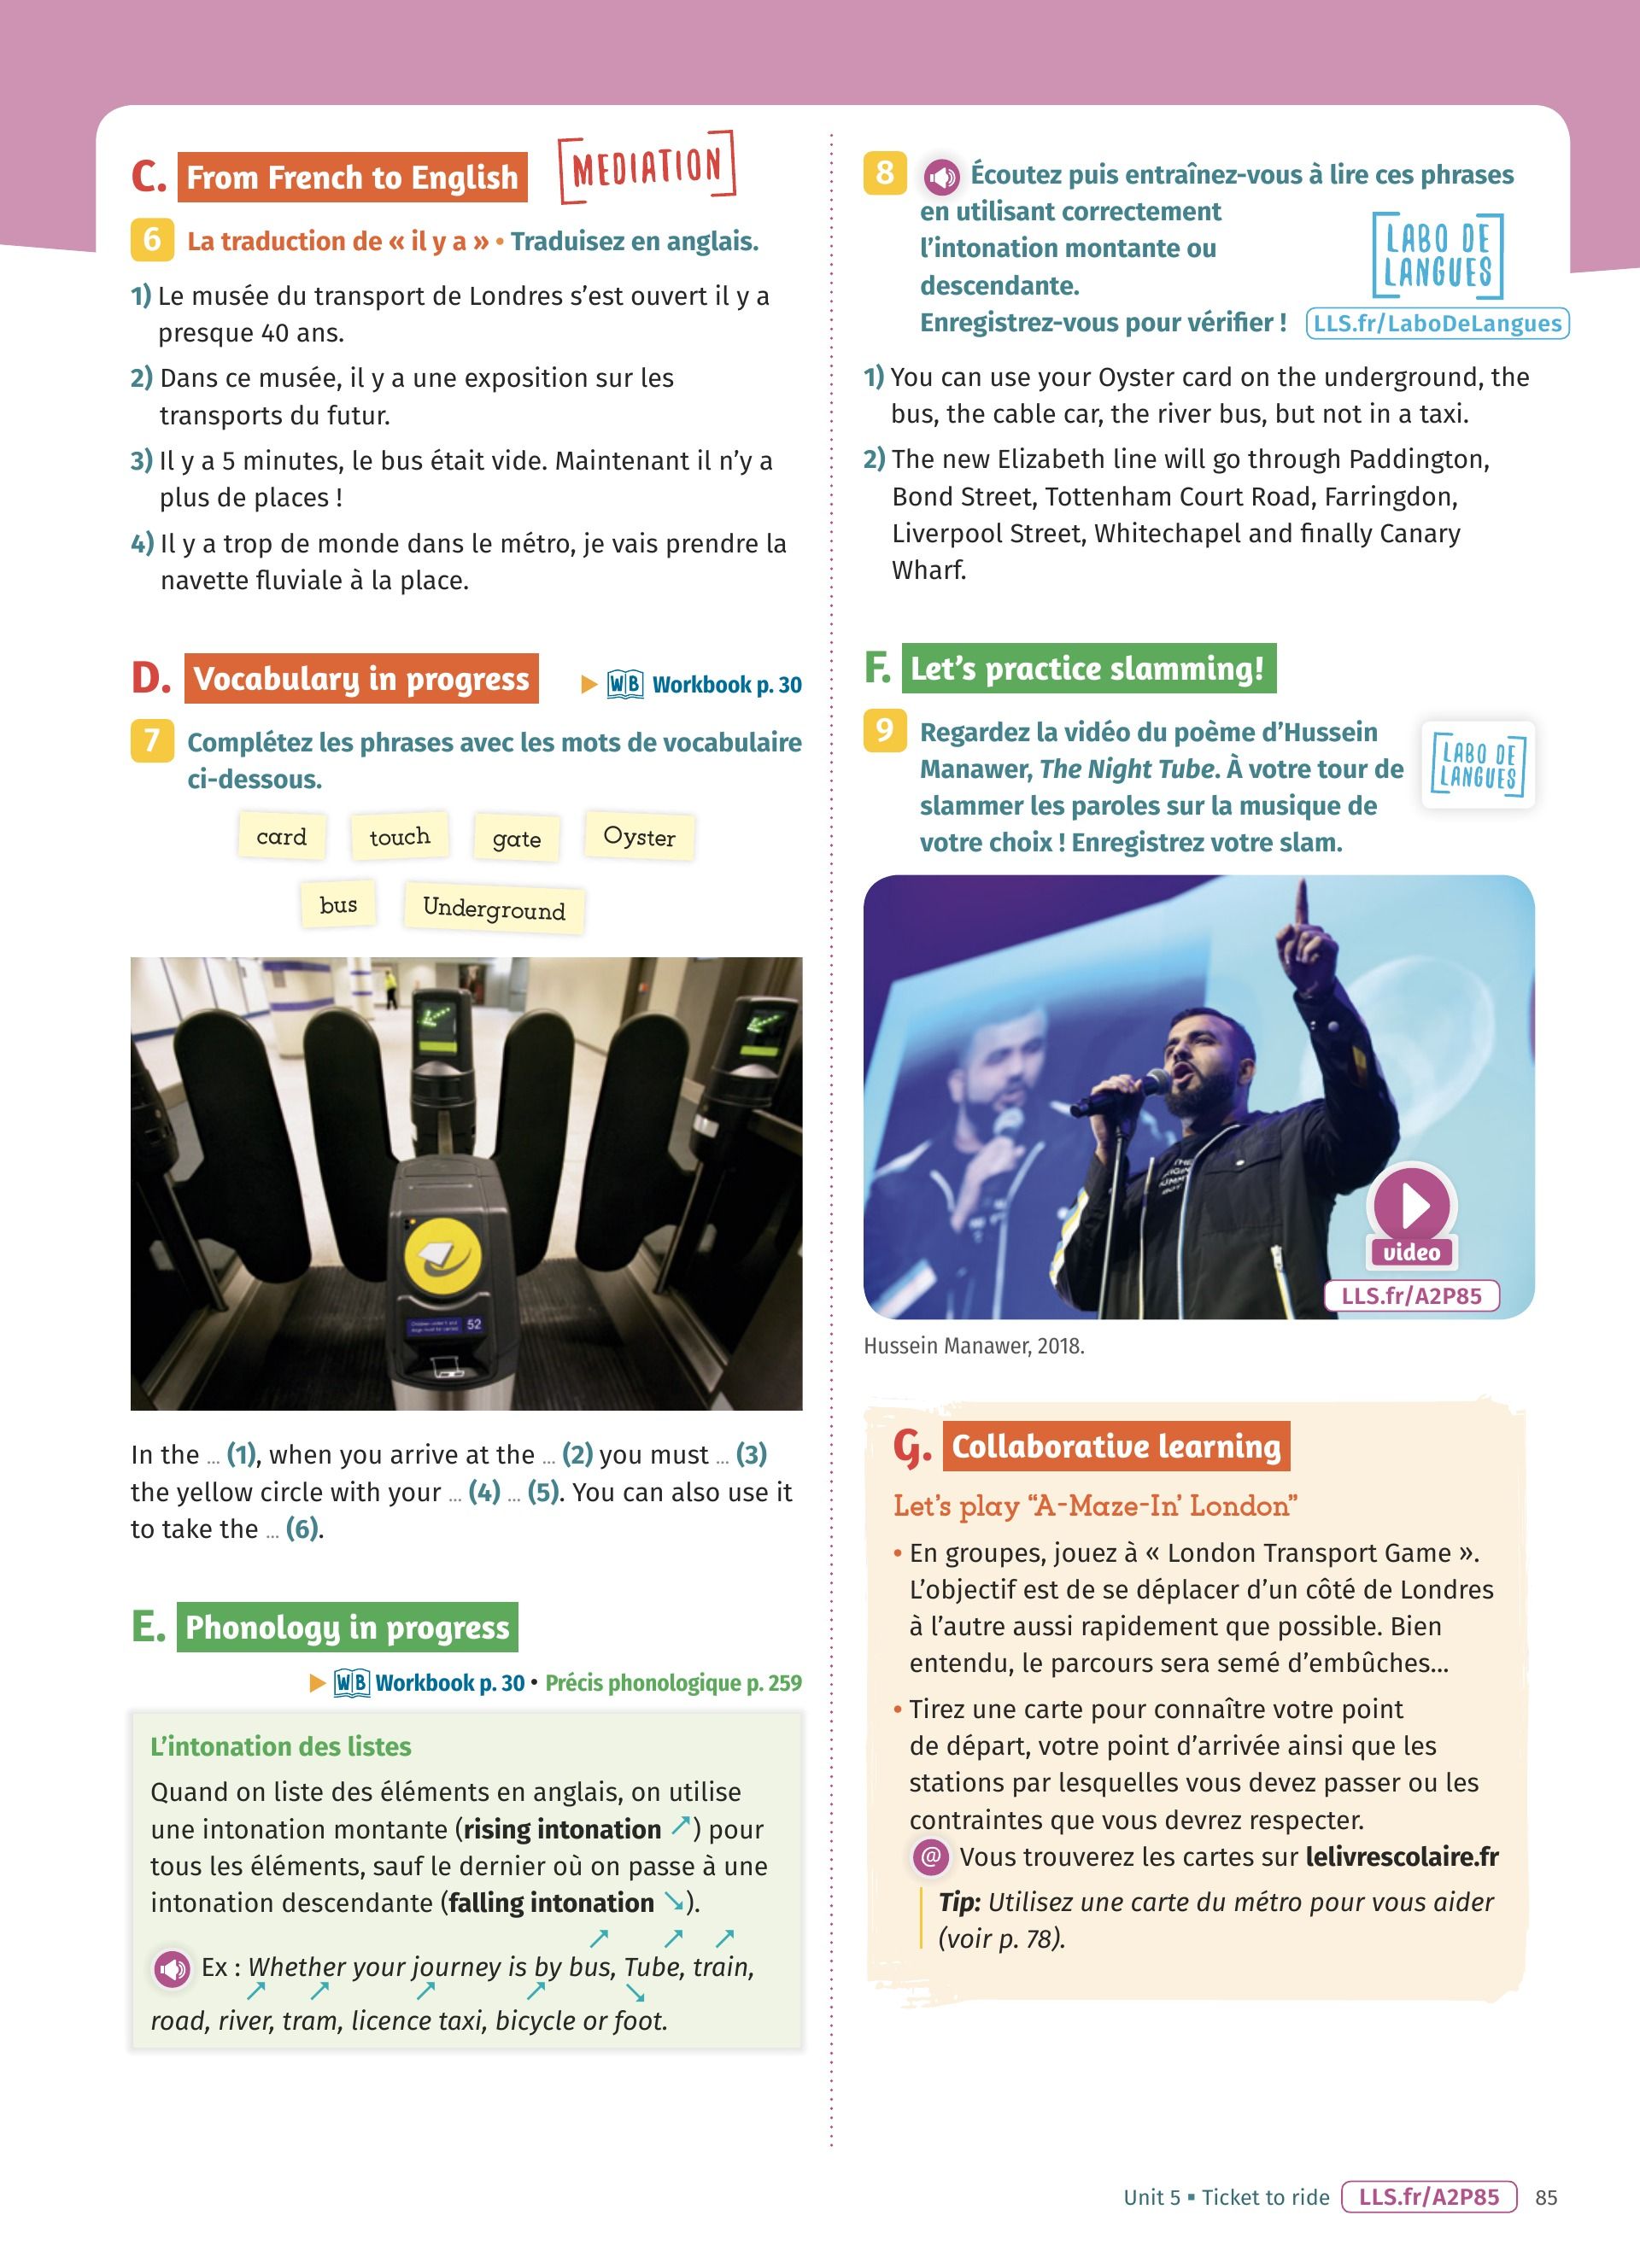 C. From French to English
[MEDIATION]
6 La traduction de « il y a » • Traduisez en anglais.
1) Le musée du transport de Londres s’est ouvert il y a
presque 40 ans.
2) Dans ce musée, il y a une exposition sur les
transports du futur.
3) Il y a 5 minutes, le bus était vide. Maintenant il n’y a
plus de places !
4) Il y a trop de monde dans le métro, je vais prendre la
navette fluviale à la place.
D. Vocabulary in progress
WB Workbook p. 30
7 Complétez les phrases avec les mots de vocabulaire
ci-dessous.
card touch gate Oyster
bus Underground
52
In the ... (1), when you arrive at the ... (2) you must ... (3)
the yellow circle with your ... (4) ... (5). You can also use it
to take the ... (6).
E. Phonology in progress
WB Workbook p. 30 • Précis phonologique p. 259
L’intonation des listes
Quand on liste des éléments en anglais, on utilise
une intonation montante (rising intonation ↗) pour
tous les éléments, sauf le dernier où on passe à une
intonation descendante (falling intonation ↘).
Ex : Whether your journey is by bus, Tube, train,
road, river, tram, licence taxi, bicycle or foot.
8 Écoutez puis entraînez-vous à lire ces phrases
en utilisant correctement
l’intonation montante ou
descendante.
Enregistrez-vous pour vérifier !
LABO DE
LANGUES
LLS.fr/LaboDeLangues
1) You can use your Oyster card on the underground, the
bus, the cable car, the river bus, but not in a taxi.
2) The new Elizabeth line will go through Paddington,
Bond Street, Tottenham Court Road, Farringdon,
Liverpool Street, Whitechapel and finally Canary
Wharf.
F. Let’s practice slamming!
9 Regardez la vidéo du poème d’Hussein
Manawer, The Night Tube. À votre tour de
slammer les paroles sur la musique de
votre choix ! Enregistrez votre slam.
LABO DE
LANGUES
video
LLS.fr/A2P85
Hussein Manawer, 2018.
G. Collaborative learning
Let’s play “A-Maze-In’ London”
• En groupes, jouez à « London Transport Game ».
L’objectif est de se déplacer d’un côté de Londres
à l’autre aussi rapidement que possible. Bien
entendu, le parcours sera semé d’embûches...
• Tirez une carte pour connaître votre point
de départ, votre point d’arrivée ainsi que les
stations par lesquelles vous devez passer ou les
contraintes que vous devrez respecter.
@ Vous trouverez les cartes sur lelivrescolaire.fr
Tip: Utilisez une carte du métro pour vous aider
(voir p. 78).
Unit 5 ▪ Ticket to ride LLS.fr/A2P85 85